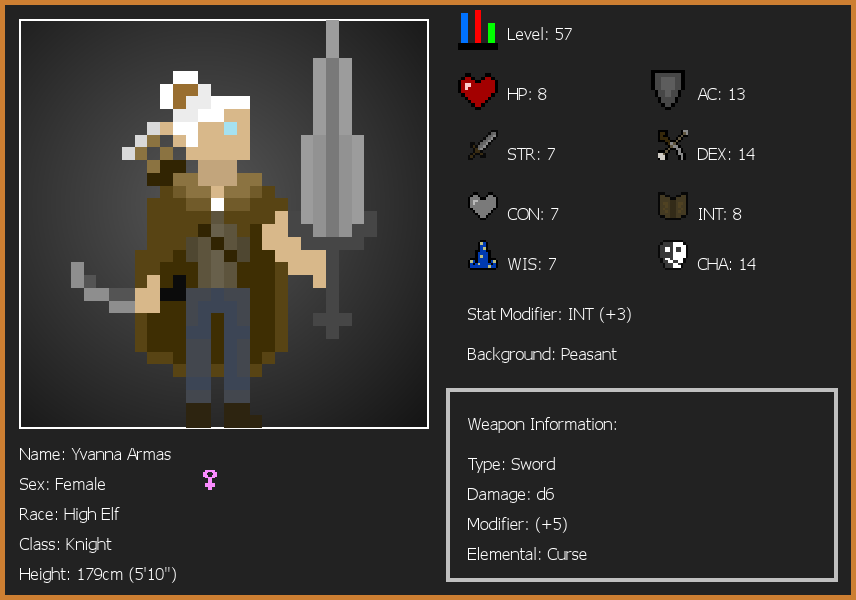 Level: 57
HP: 8
AC: 13
STR: 7
DEX: 14
CON: 7
INT: 8
WIS: 7
CHA: 14
Stat Modifier: INT (+3)
Background: Peasant
Weapon Information:
Type: Sword
Damage: d6
Modifier: (+5)
Elemental: Curse
Name: Yvanna Armas
Sex: Female
Race: High Elf
Class: Knight
Height: 179cm (5'10")